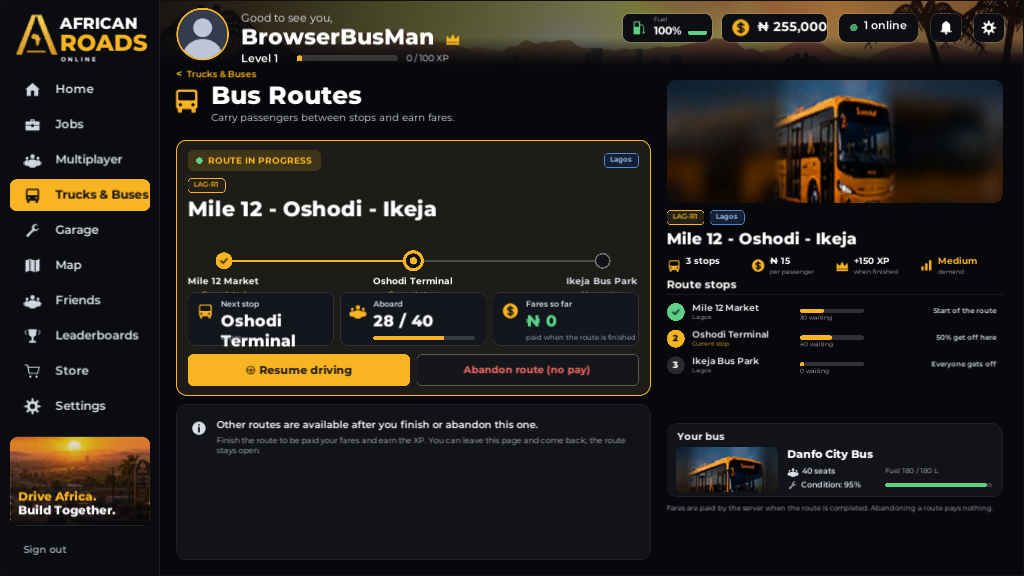 AFRICAN
ROADS
ONLINE
Home
Jobs
Multiplayer
Trucks & Buses
Garage
Map
Friends
Leaderboards
Store
Settings
Drive Africa.
Build Together.
Sign out
Good to see you,
BrowserBusMan
Level 1
0 / 100 XP
Fuel
100%
₦ 255,000
1 online
< Trucks & Buses
Bus Routes
Carry passengers between stops and earn fares.
ROUTE IN PROGRESS
Lagos
LAG-R1
Mile 12 - Oshodi - Ikeja
Mile 12 Market
Oshodi Terminal
Ikeja Bus Park
Next stop
Oshodi
Terminal
Aboard
28 / 40
Fares so far
₦ 0
paid when the route is finished
Resume driving
Abandon route (no pay)
Other routes are available after you finish or abandon this one.
Finish the route to be paid your fares and earn the XP. You can leave this page and come back; the route
stays open.
LAG-R1
Lagos
Mile 12 - Oshodi - Ikeja
3 stops
₦ 15
per passenger
+150 XP
when finished
Medium
demand
Route stops
Mile 12 Market
Lagos
30 waiting
Start of the route
2
Oshodi Terminal
Current stop
40 waiting
50% get off here
3
Ikeja Bus Park
Lagos
0 waiting
Everyone gets off
Your bus
Danfo City Bus
40 seats
Fuel 180 / 180 L
Condition: 95%
Fares are paid by the server when the route is completed. Abandoning a route pays nothing.